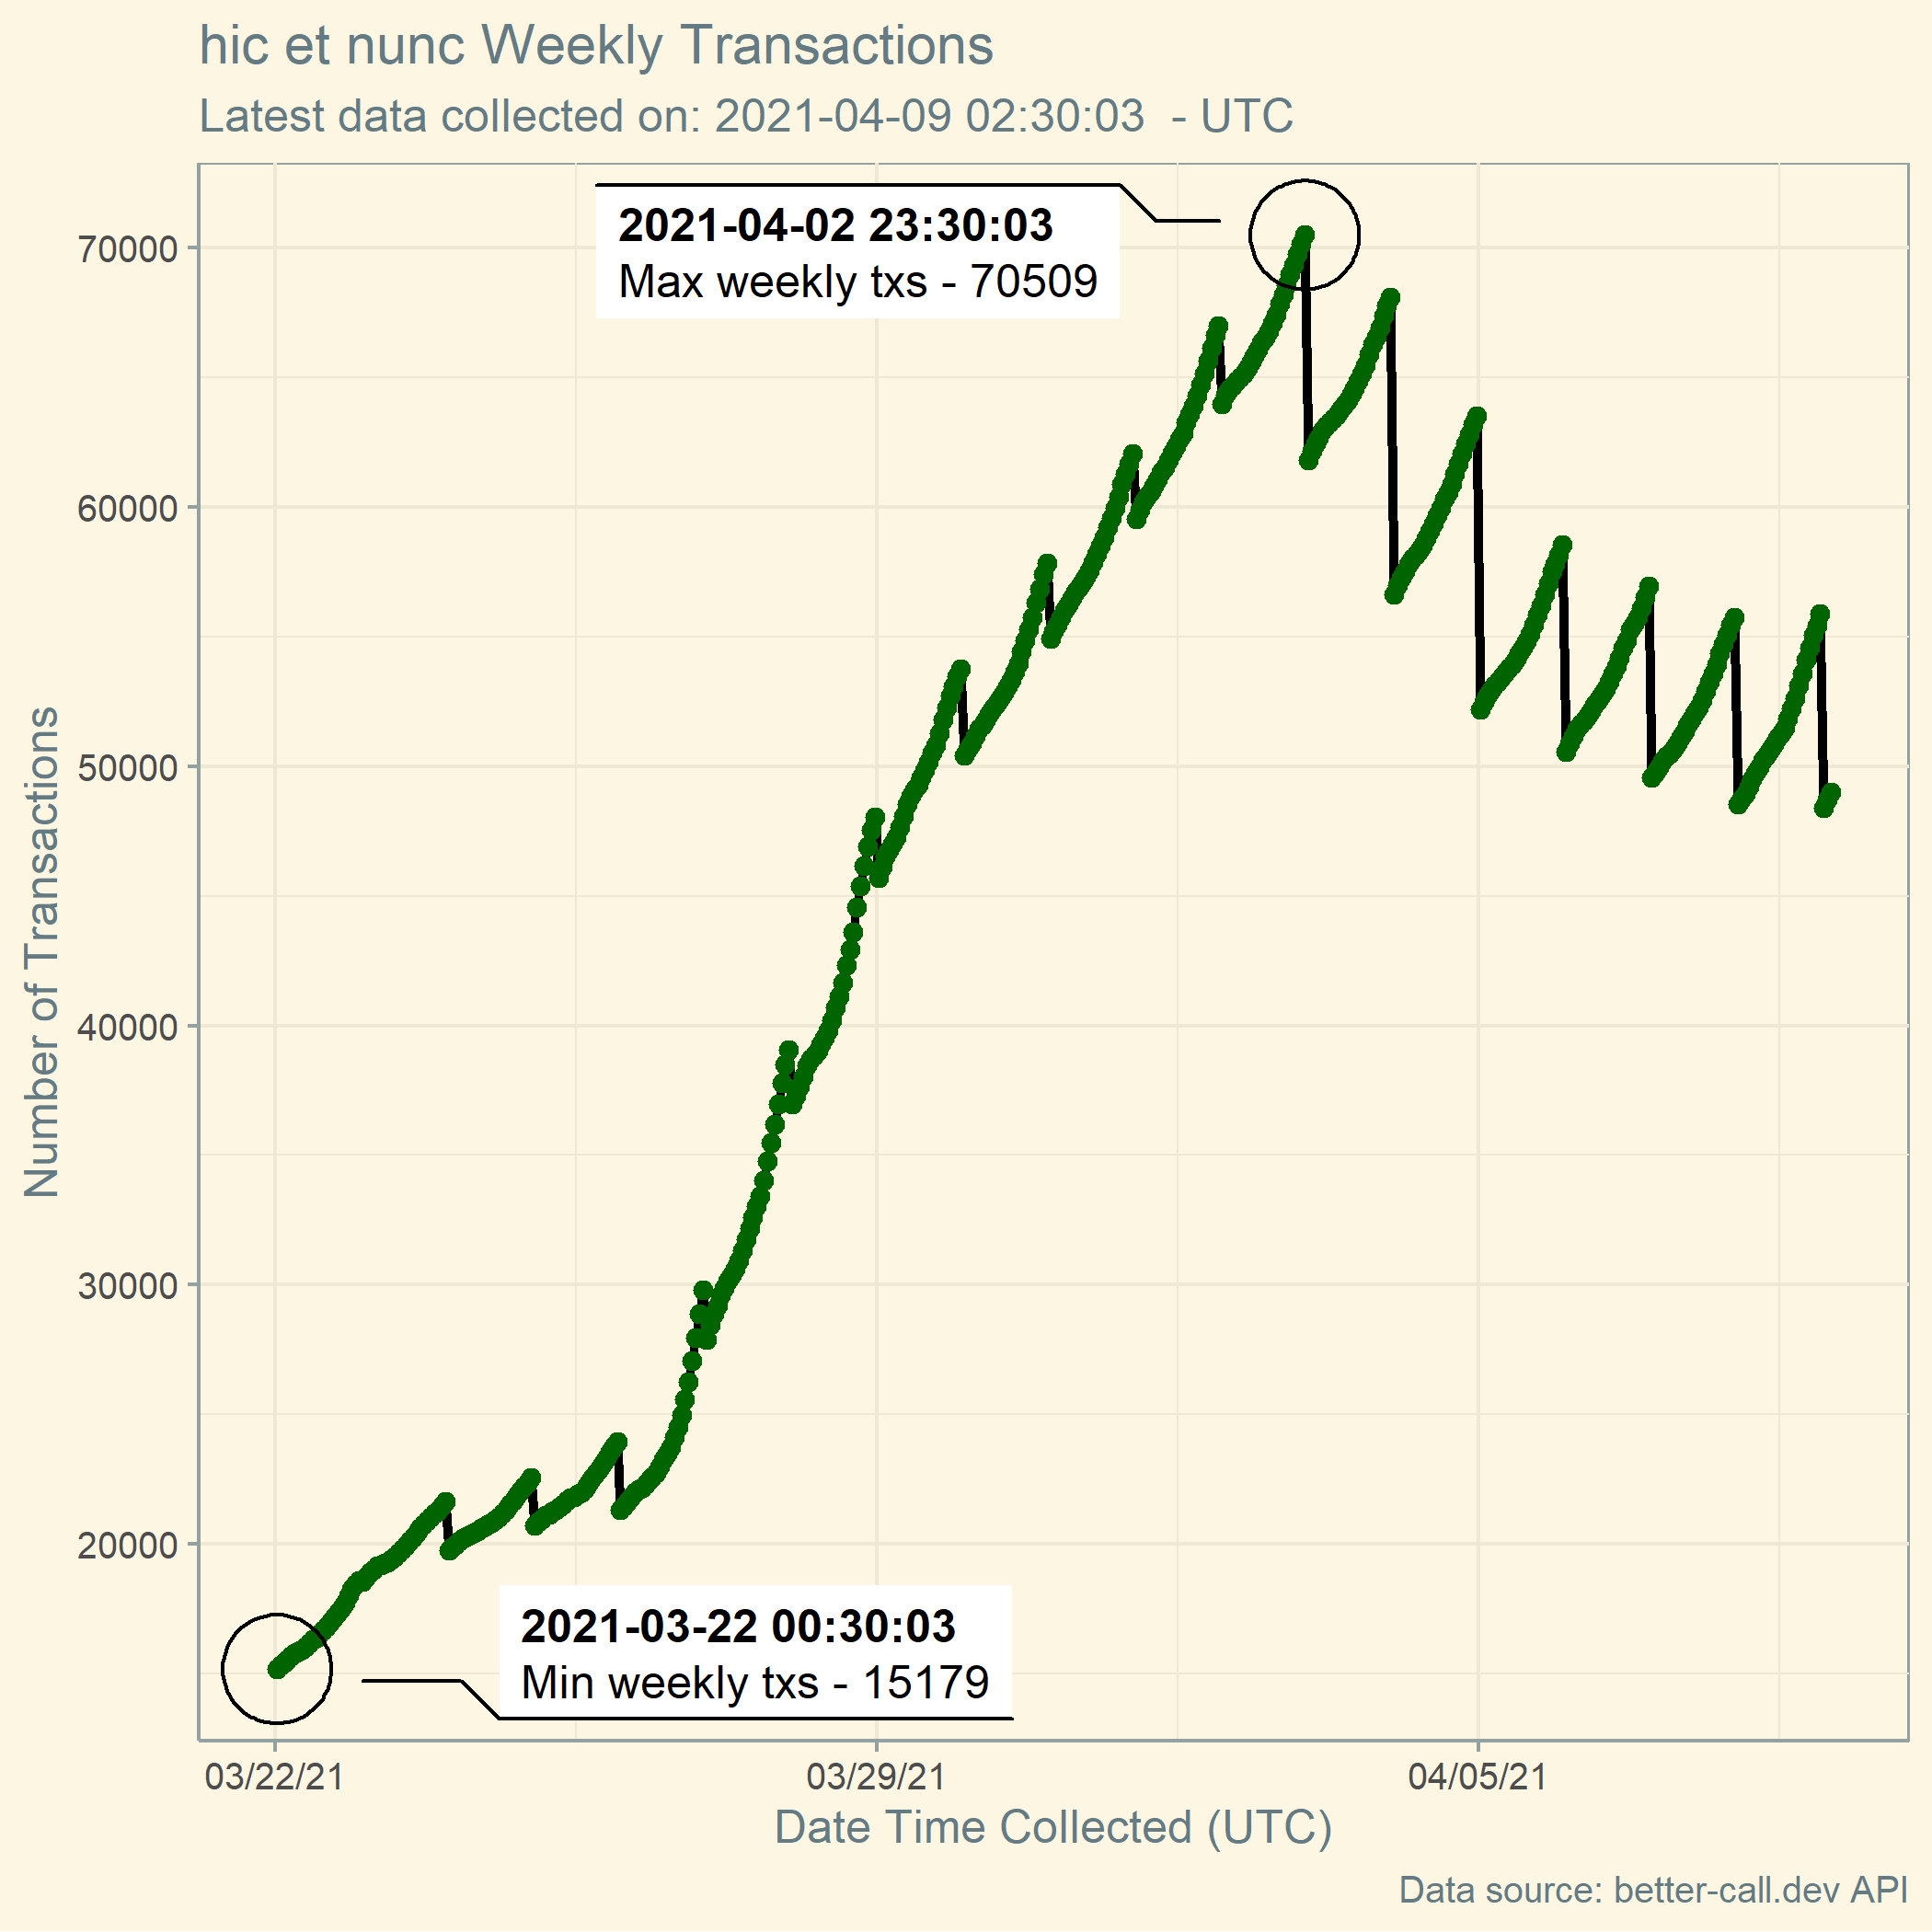 hic et nunc Weekly Transactions
Latest data collected on: 2021-04-09 02:30:03  - UTC
2021-04-02 23:30:03
Max weekly txs - 70509
70000
60000
50000
40000
30000
20000
Number of Transactions
2021-03-22 00:30:03
Min weekly txs - 15179
03/22/21
03/29/21
04/05/21
Date Time Collected (UTC)
Data source: better-call.dev API